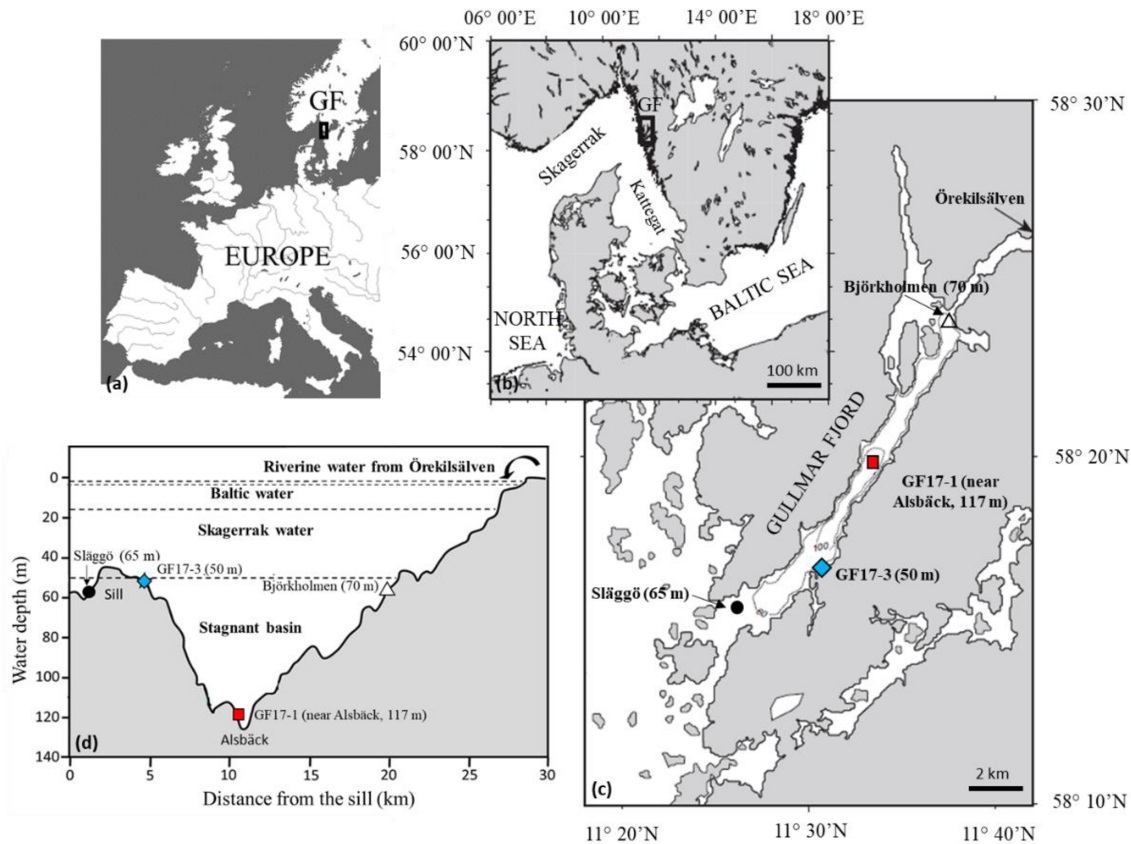 GF
EUROPE
(a)
06° 00’E 10° 00’E 14° 00’E 18° 00’E
60° 00’N
58° 00’N
56° 00’N
54° 00’N
GF
Skagerrak
Kattegat
BALTIC SEA
NORTH
SEA
100 km
(b)
58° 30’N
Örekilsälven
Björkholmen (70 m)
GULLMAR FJORD
58° 20’N
GF17-1 (near
Alsbäck, 117 m)
100
GF17-3 (50 m)
Släggö (65 m)
2 km
(c)
58° 10’N
11° 20’N 11° 30’N 11° 40’N
Riverine water from Örekilsälven
Baltic water
Skagerrak water
Släggö (65 m)
GF17-3 (50 m)
Björkholmen (70 m)
Sill
Stagnant basin
GF17-1 (near Alsbäck, 117 m)
Alsbäck
(d)
Water depth (m)
0
20
40
60
80
100
120
140
0 5 10 15 20 25 30
Distance from the sill (km)